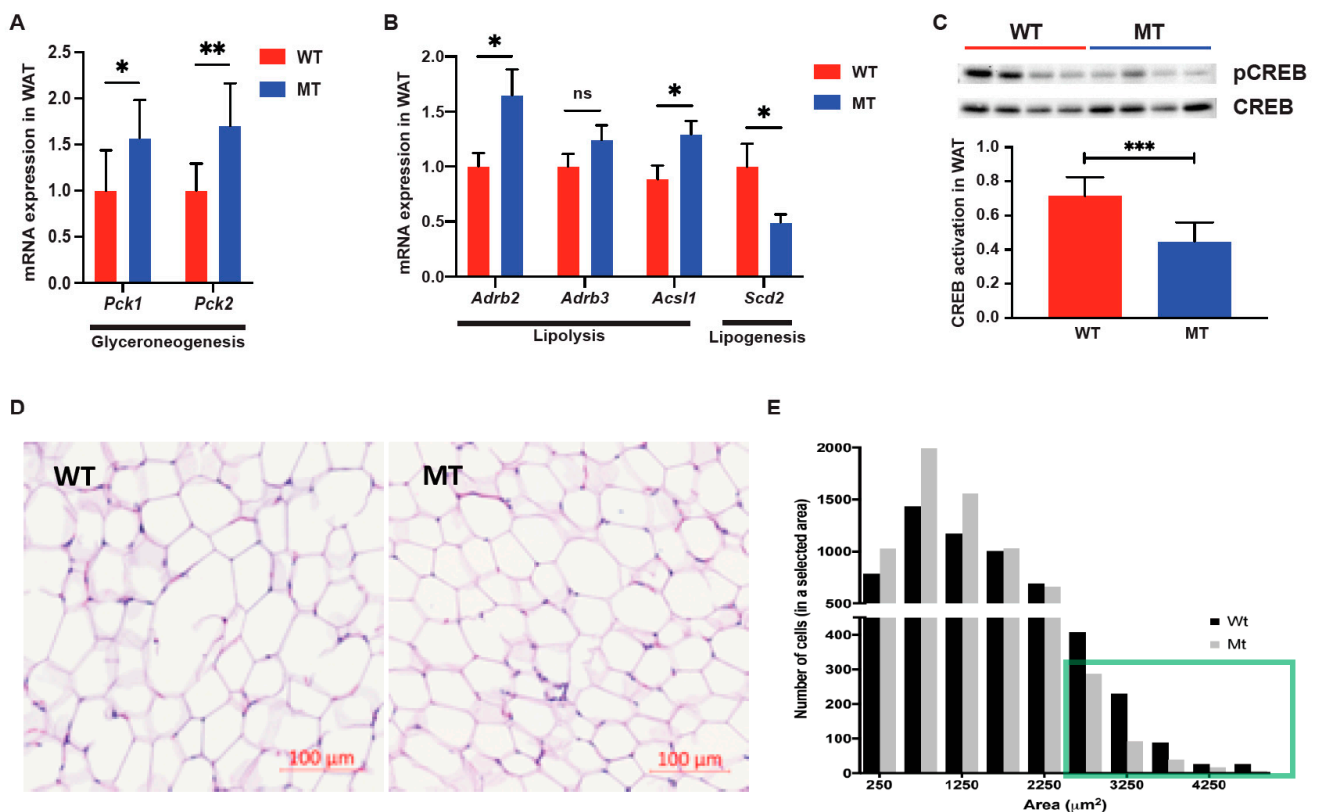 A
mRNA expression in WAT
2.5
2.0
1.5
1.0
0.5
0.0
*
**
WT
MT
Pck1
Pck2
Glyceroneogenesis
B
mRNA expression in WAT
2.0
1.5
1.0
0.5
0.0
*
ns
*
*
WT
MT
Adrb2
Adrb3
Acsl1
Scd2
Lipolysis
Lipogenesis
C
WT
MT
pCREB
CREB
CREB activation in WAT
1.0
0.8
0.6
0.4
0.2
0.0
***
WT
MT
D
WT
100 μm
MT
100 μm
E
Number of cells (in a selected area)
2000
1500
1000
500
400
300
200
100
0
Wt
Mt
250
1250
2250
3250
4250
Area (μm²)